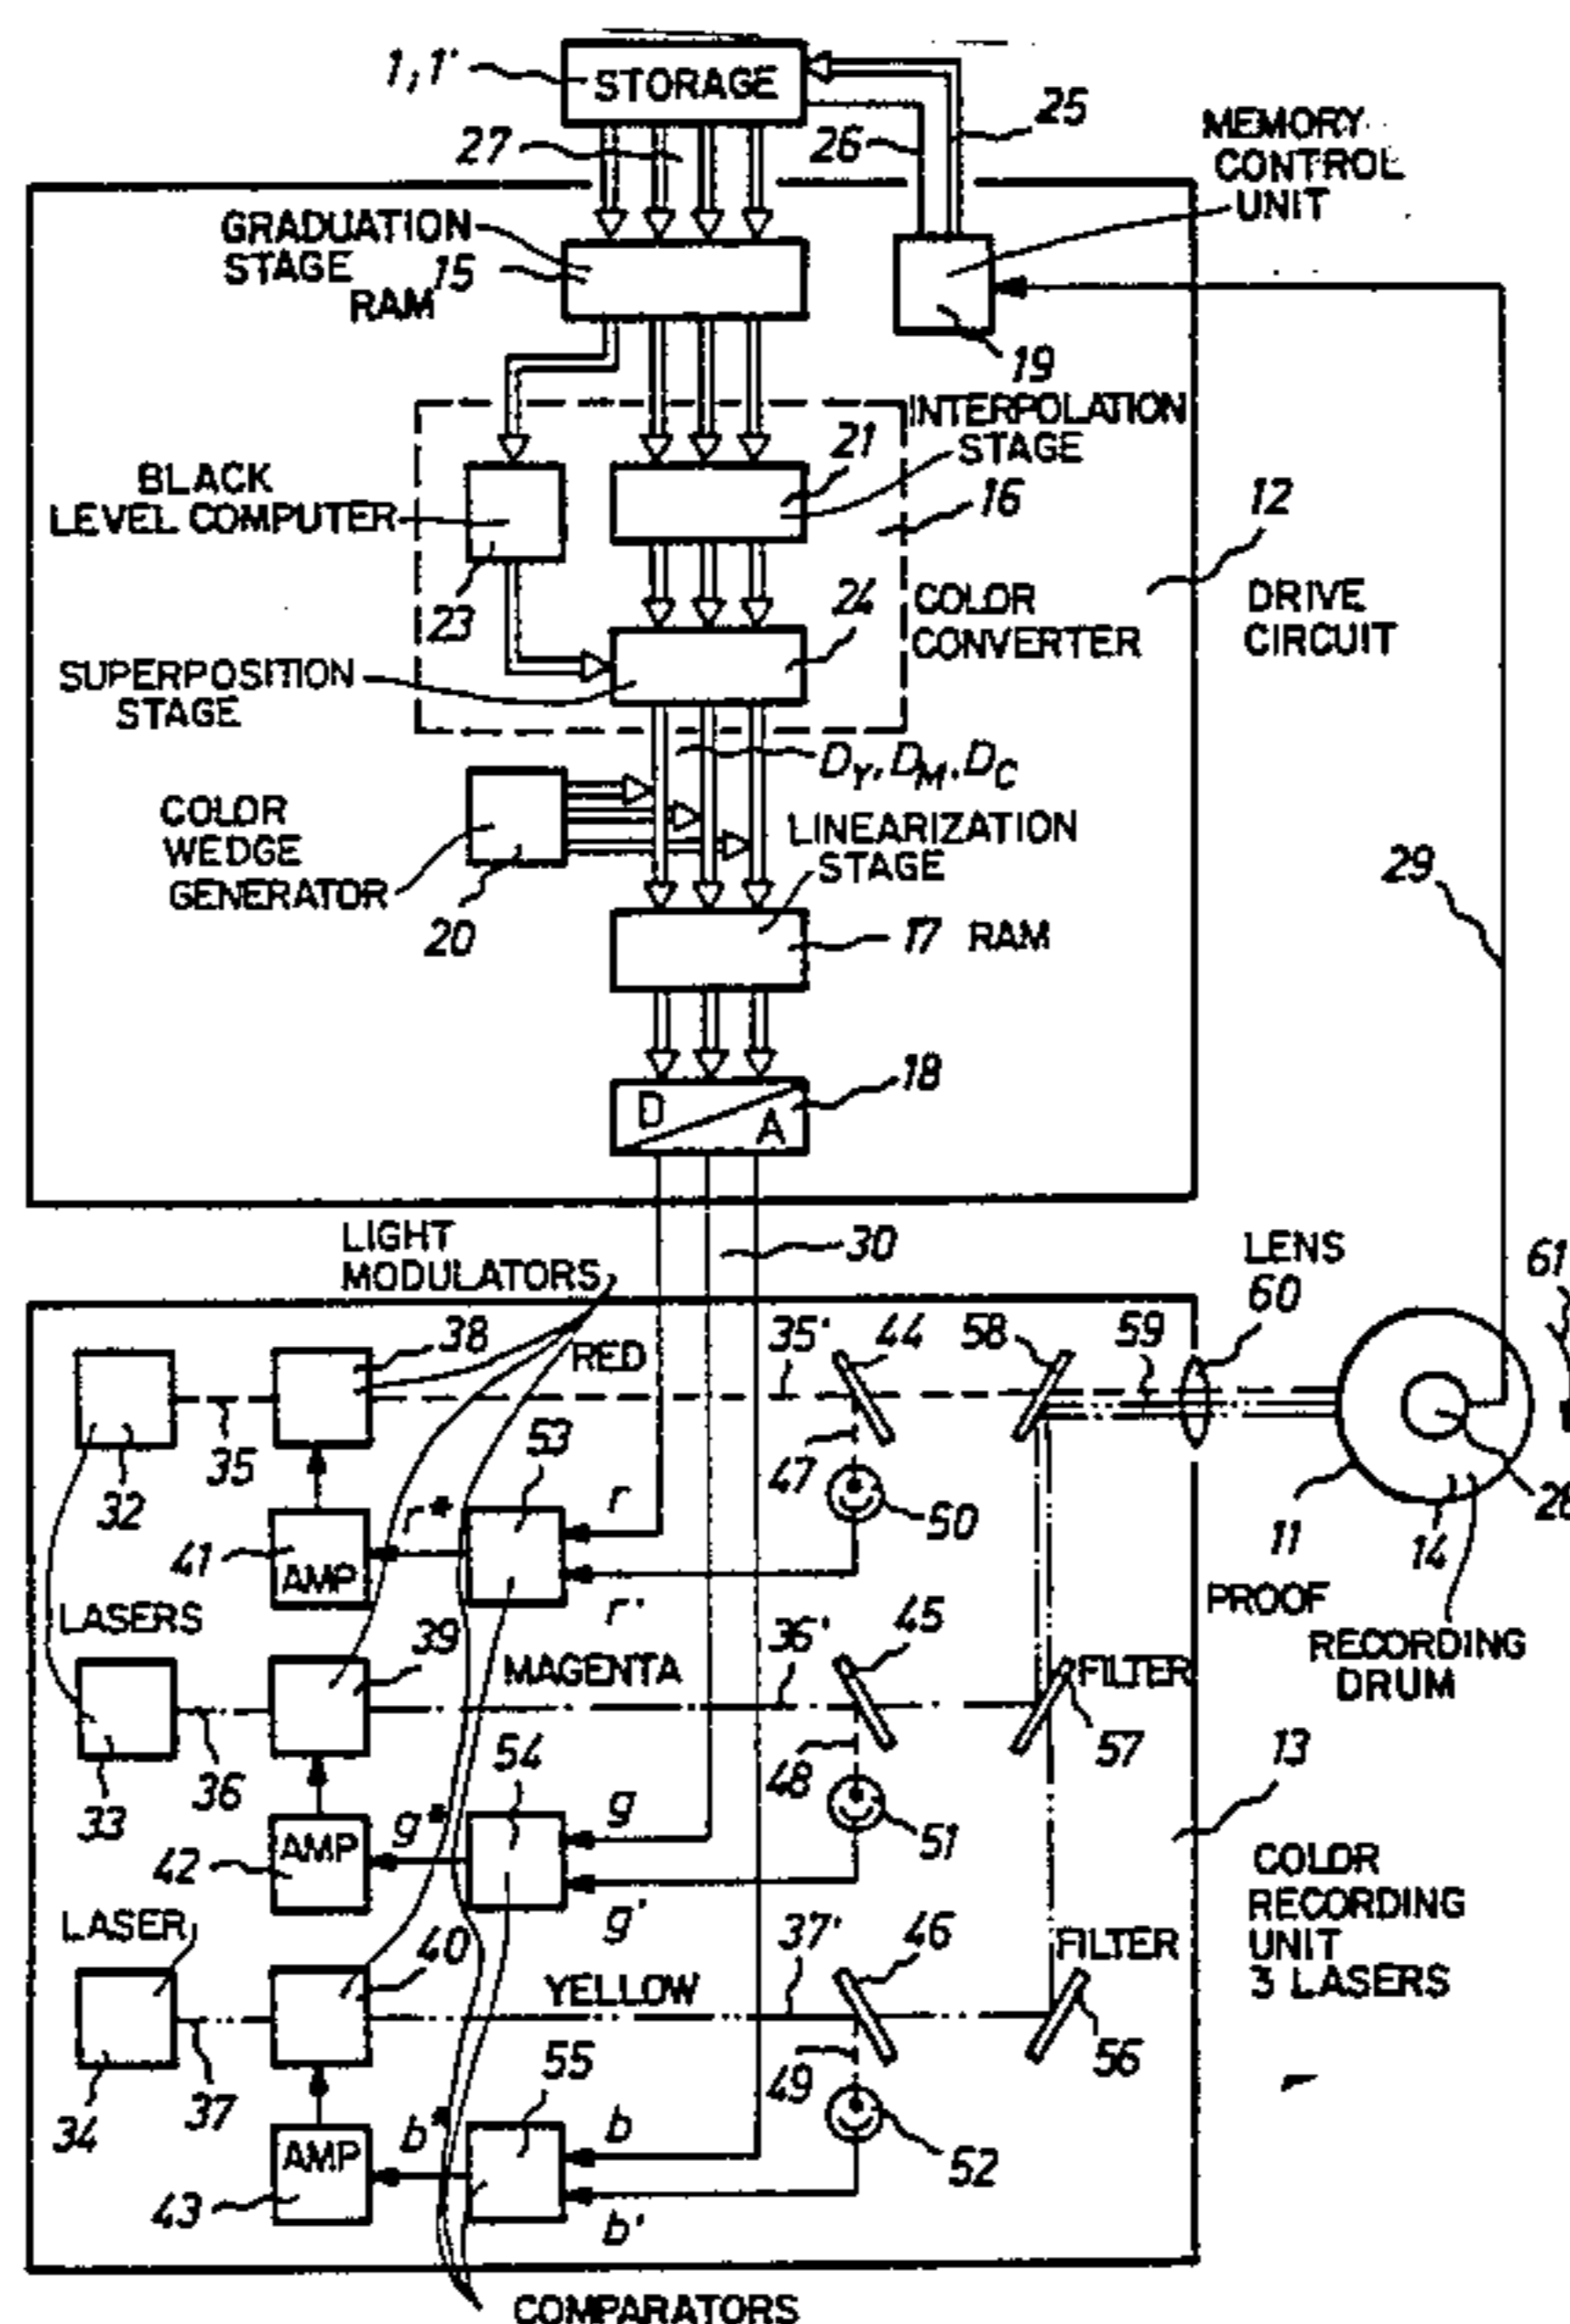 1,1' STORAGE
27
26
25
MEMORY
CONTROL
UNIT
GRADUATION
STAGE
RAM 15
19
INTERPOLATION
STAGE
21
BLACK
LEVEL COMPUTER
16
12
23
24
COLOR
CONVERTER
DRIVE
CIRCUIT
SUPERPOSITION
STAGE
DY, DM, DC
COLOR
WEDGE
GENERATOR
LINEARIZATION
STAGE
29
20
17 RAM
D A
18
LIGHT
MODULATORS
30
LENS
60
61
38
RED
35'
44
58
59
32
35
53
r
r*
47
50
11
14
41
AMP
r'
PROOF
RECORDING
DRUM
LASERS
39
MAGENTA
36'
45
FILTER
33
36
54
48
57
13
42
AMP
g*
g
51
g'
COLOR
RECORDING
UNIT
3 LASERS
LASER
40
YELLOW
37'
46
FILTER
34
37
55
49
56
43
AMP
b*
b
52
b'
COMPARATORS